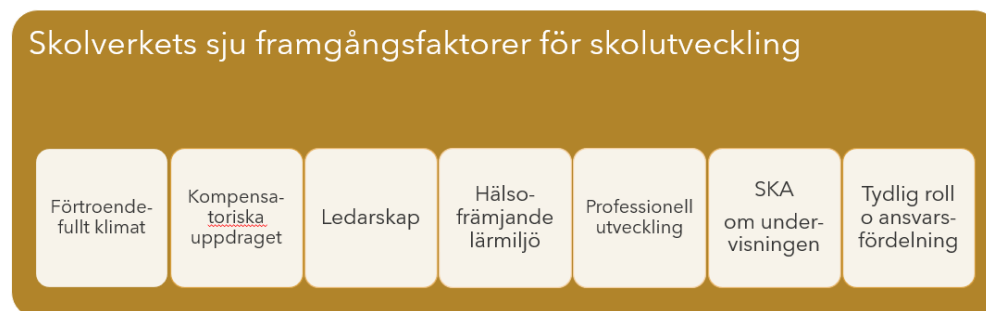 Skolverkets sju framgångsfaktorer för skolutveckling
Förtroende-
fullt klimat
Kompensa-
toriska
uppdraget
Ledarskap
Hälso-
främjande
lärmiljö
Professionell
utveckling
SKA
om under-
visningen
Tydlig roll
o ansvars-
fördelning